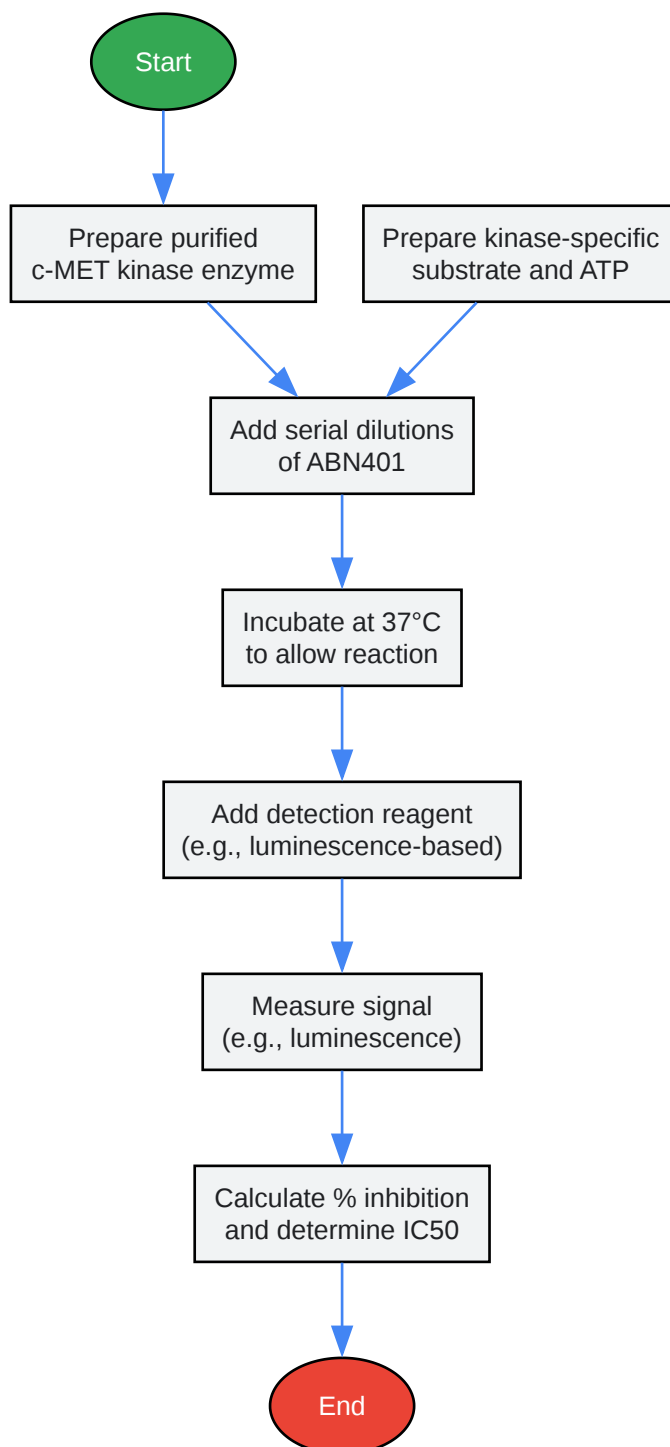 Start
Prepare purified
c-MET kinase enzyme
Prepare kinase-specific
substrate and ATP
Add serial dilutions
of ABN401
Incubate at 37°C
to allow reaction
Add detection reagent
(e.g., luminescence-based)
Measure signal
(e.g., luminescence)
Calculate % inhibition
and determine IC50
End